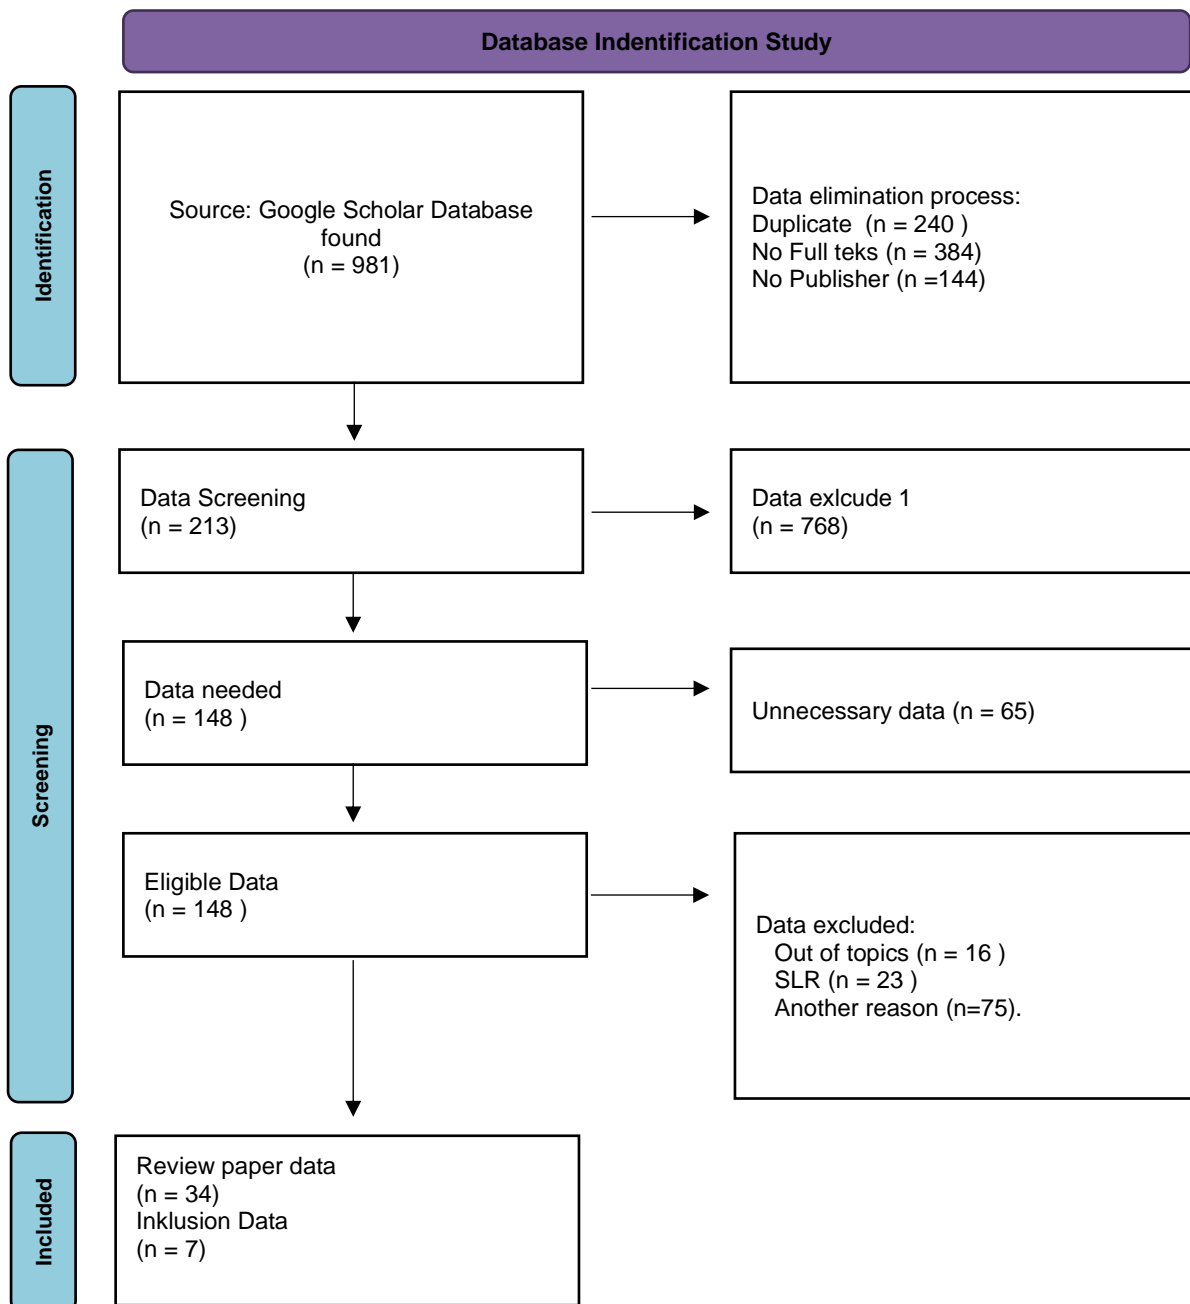 Database Indentification Study
Identification
Source: Google Scholar Database
found
(n = 981)
Data elimination process:
Duplicate  (n = 240 )
No Full teks (n = 384)
No Publisher (n =144)
Screening
Data Screening
(n = 213)
Data exlcude 1
(n = 768)
Data needed
(n = 148 )
Unnecessary data (n = 65)
Eligible Data
(n = 148 )
Data excluded:
Out of topics (n = 16 )
SLR (n = 23 )
Another reason (n=75).
Included
Review paper data
(n = 34)
Inklusion Data
(n = 7)